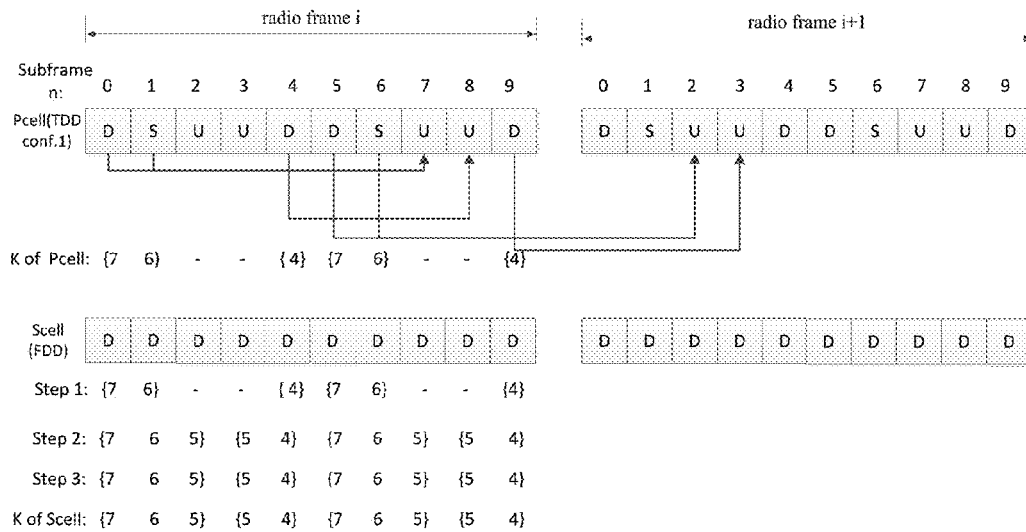 radio frame i radio frame i+1
Subframe n: 0 1 2 3 4 5 6 7 8 9 0 1 2 3 4 5 6 7 8 9
Pcell(TDD conf.1) D S U U D D S U U D D S U U D D S U U D
K of Pcell: {7 6} - - {4} {7 6} - - {4}
Scell (FDD) D D D D D D D D D D D D D D D D D D D D
Step 1: {7 6} - - {4} {7 6} - - {4}
Step 2: {7 6 5} {5 4} {7 6 5} {5 4}
Step 3: {7 6 5} {5 4} {7 6 5} {5 4}
K of Scell: {7 6 5} {5 4} {7 6 5} {5 4}